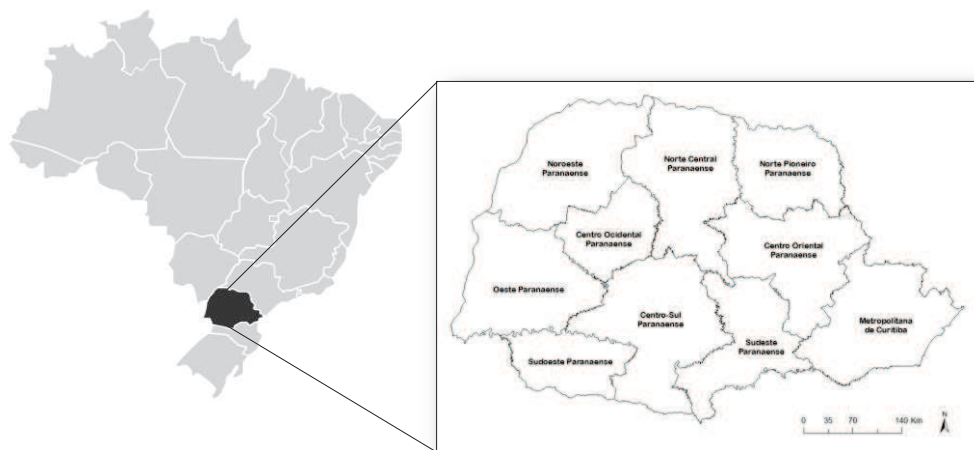 Noroeste
Paranaense
Norte Central
Paranaense
Norte Pioneiro
Paranaense
Centro Ocidental
Paranaense
Centro Oriental
Paranaense
Oeste Paranaense
Centro-Sul
Paranaense
Metropolitana
de Curitiba
Sudeste
Paranaense
Sudoeste Paranaense
N
0 35 70 140 Km